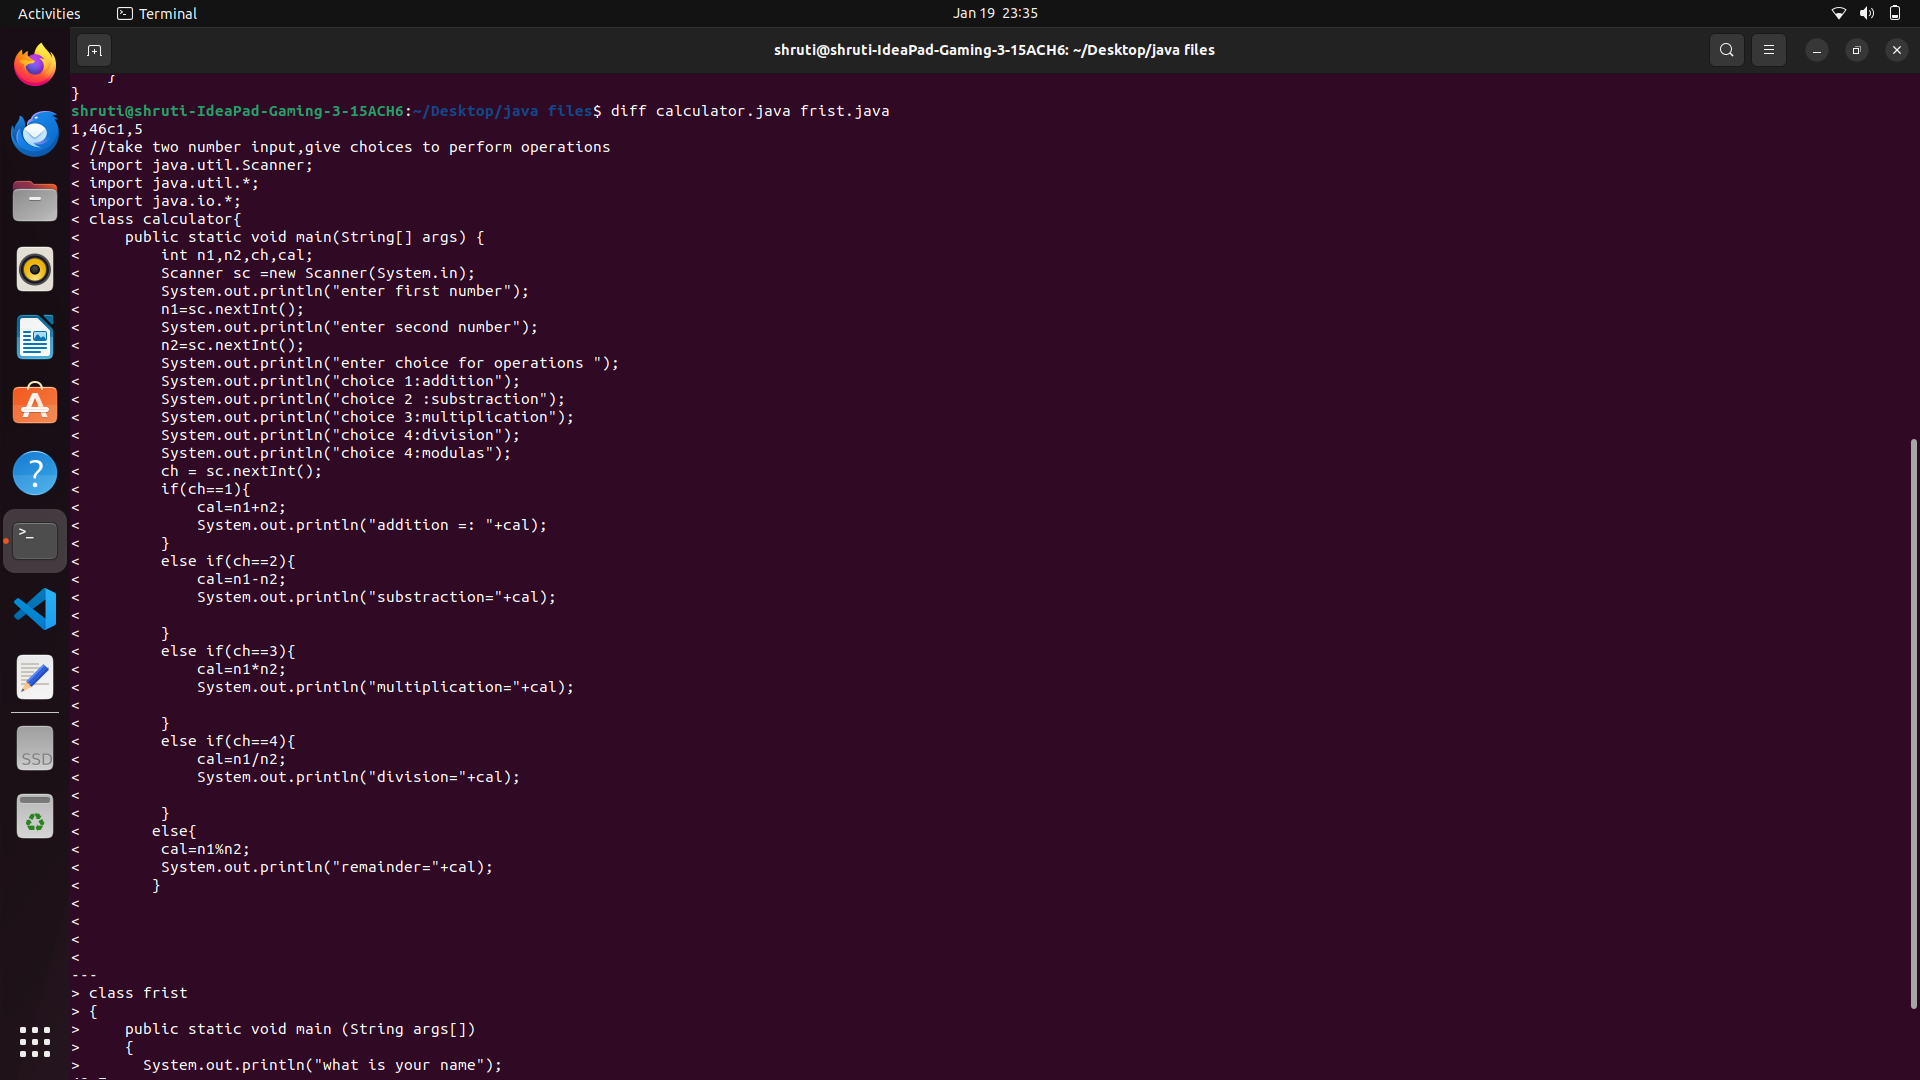 Activities
Terminal
Jan 19 23:35
shruti@shruti-IdeaPad-Gaming-3-15ACH6: ~/Desktop/java files
    }
}
shruti@shruti-IdeaPad-Gaming-3-15ACH6:~/Desktop/java files$ diff calculator.java frist.java
1,46c1,5
< //take two number input,give choices to perform operations
< import java.util.Scanner;
< import java.util.*;
< import java.io.*;
< class calculator{
<     public static void main(String[] args) {
<         int n1,n2,ch,cal;
<         Scanner sc =new Scanner(System.in);
<         System.out.println("enter first number");
<         n1=sc.nextInt();
<         System.out.println("enter second number");
<         n2=sc.nextInt();
<         System.out.println("enter choice for operations ");
<         System.out.println("choice 1:addition");
<         System.out.println("choice 2 :substraction");
<         System.out.println("choice 3:multiplication");
<         System.out.println("choice 4:division");
<         System.out.println("choice 4:modulas");
<         ch = sc.nextInt();
<         if(ch==1){
<             cal=n1+n2;
<             System.out.println("addition =: "+cal);
<         }
<         else if(ch==2){
<             cal=n1-n2;
<             System.out.println("substraction="+cal);
<
<         }
<         else if(ch==3){
<             cal=n1*n2;
<             System.out.println("multiplication="+cal);
<
<         }
<         else if(ch==4){
<             cal=n1/n2;
<             System.out.println("division="+cal);
<
<         }
<        else{
<         cal=n1%n2;
<         System.out.println("remainder="+cal);
<        }
<
<
<
<
---
> class frist
> {
>     public static void main (String args[])
>     {
>       System.out.println("what is your name");
SSD